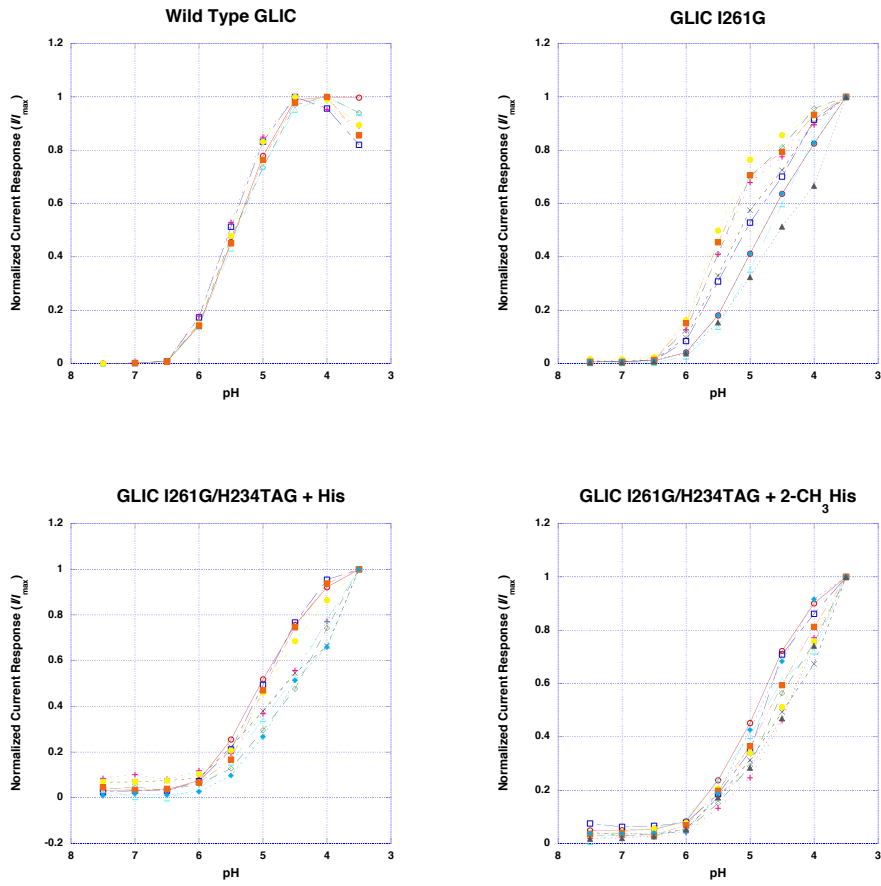 Wild Type GLIC
Normalized Current Response (I/I max)
1.2
1
0.8
0.6
0.4
0.2
0
8 7 6 5 4 3
pH
GLIC I261G
Normalized Current Response (I/I max)
1.2
1
0.8
0.6
0.4
0.2
0
8 7 6 5 4 3
pH
GLIC I261G/H234TAG + His
Normalized Current Response (I/I max)
1.2
1
0.8
0.6
0.4
0.2
0
-0.2
8 7 6 5 4 3
pH
GLIC I261G/H234TAG + 2-CH3His
Normalized Current Response (I/I max)
1.2
1
0.8
0.6
0.4
0.2
0
8 7 6 5 4 3
pH